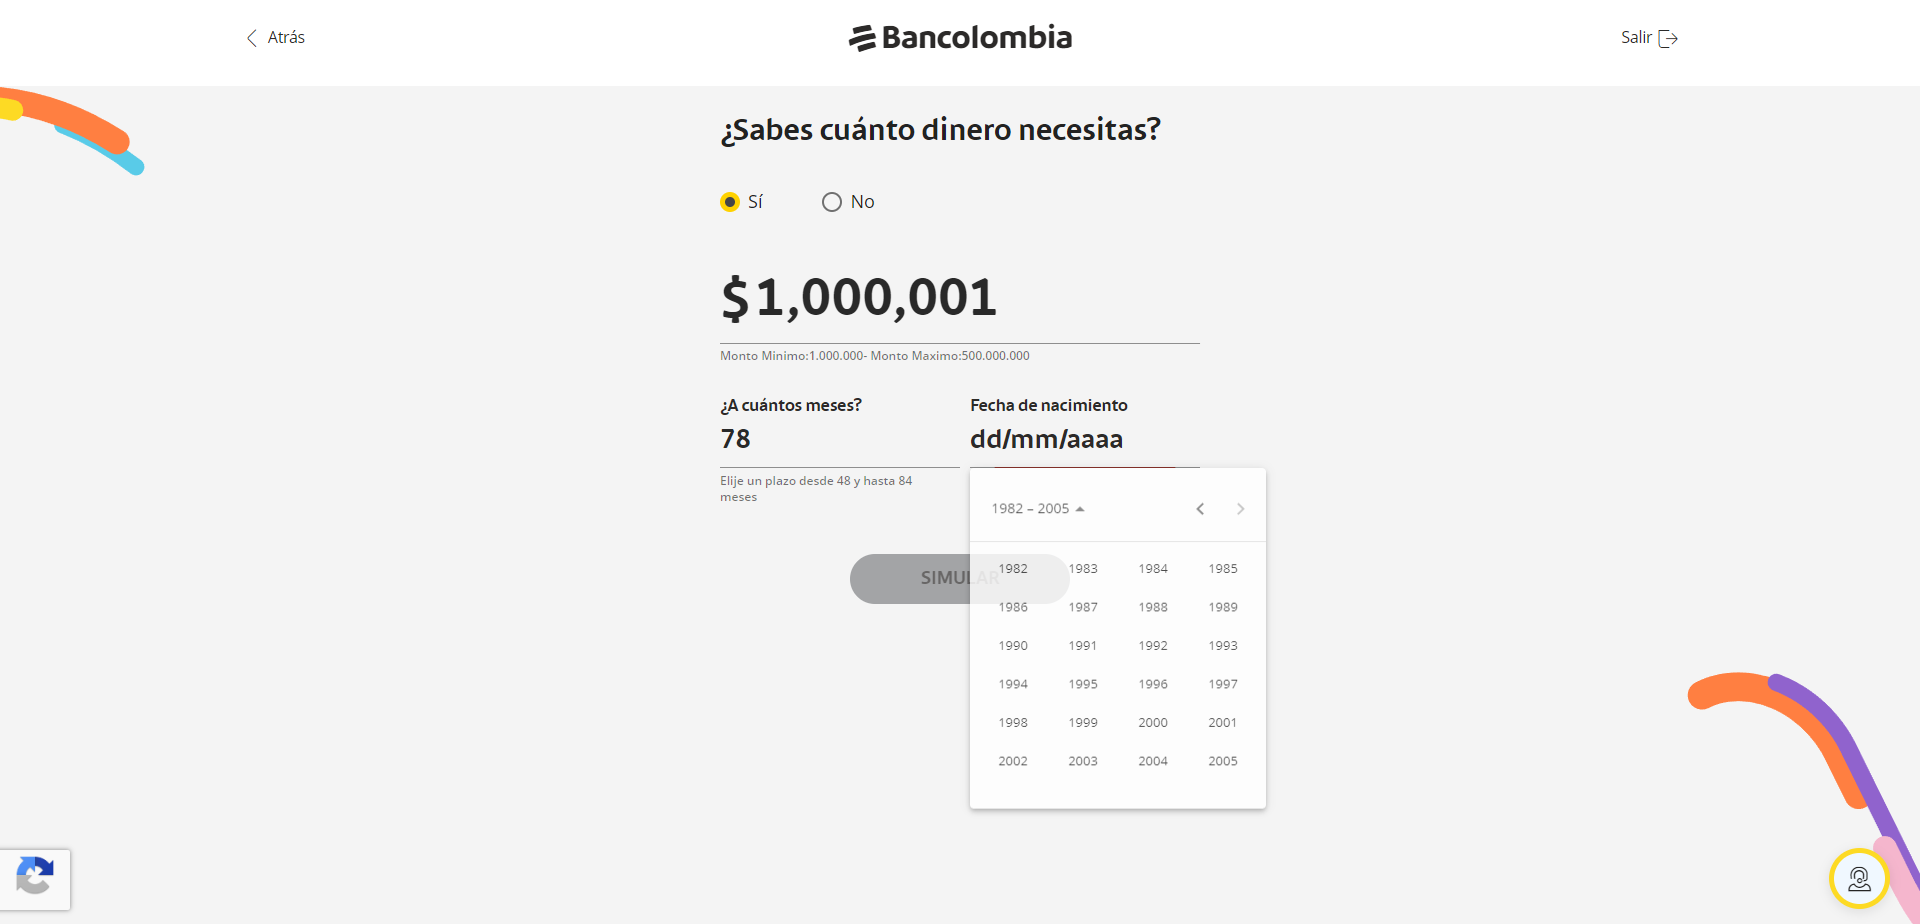 Atrás
Bancolombia
Salir
¿Sabes cuánto dinero necesitas?
Sí No
$1,000,001
Monto Minimo:1.000.000- Monto Maximo:500.000.000
¿A cuántos meses? Fecha de nacimiento
78 dd/mm/aaaa
Elije un plazo desde 48 y hasta 84
meses
SIMULAR
1982 – 2005
1982 1983 1984 1985
1986 1987 1988 1989
1990 1991 1992 1993
1994 1995 1996 1997
1998 1999 2000 2001
2002 2003 2004 2005